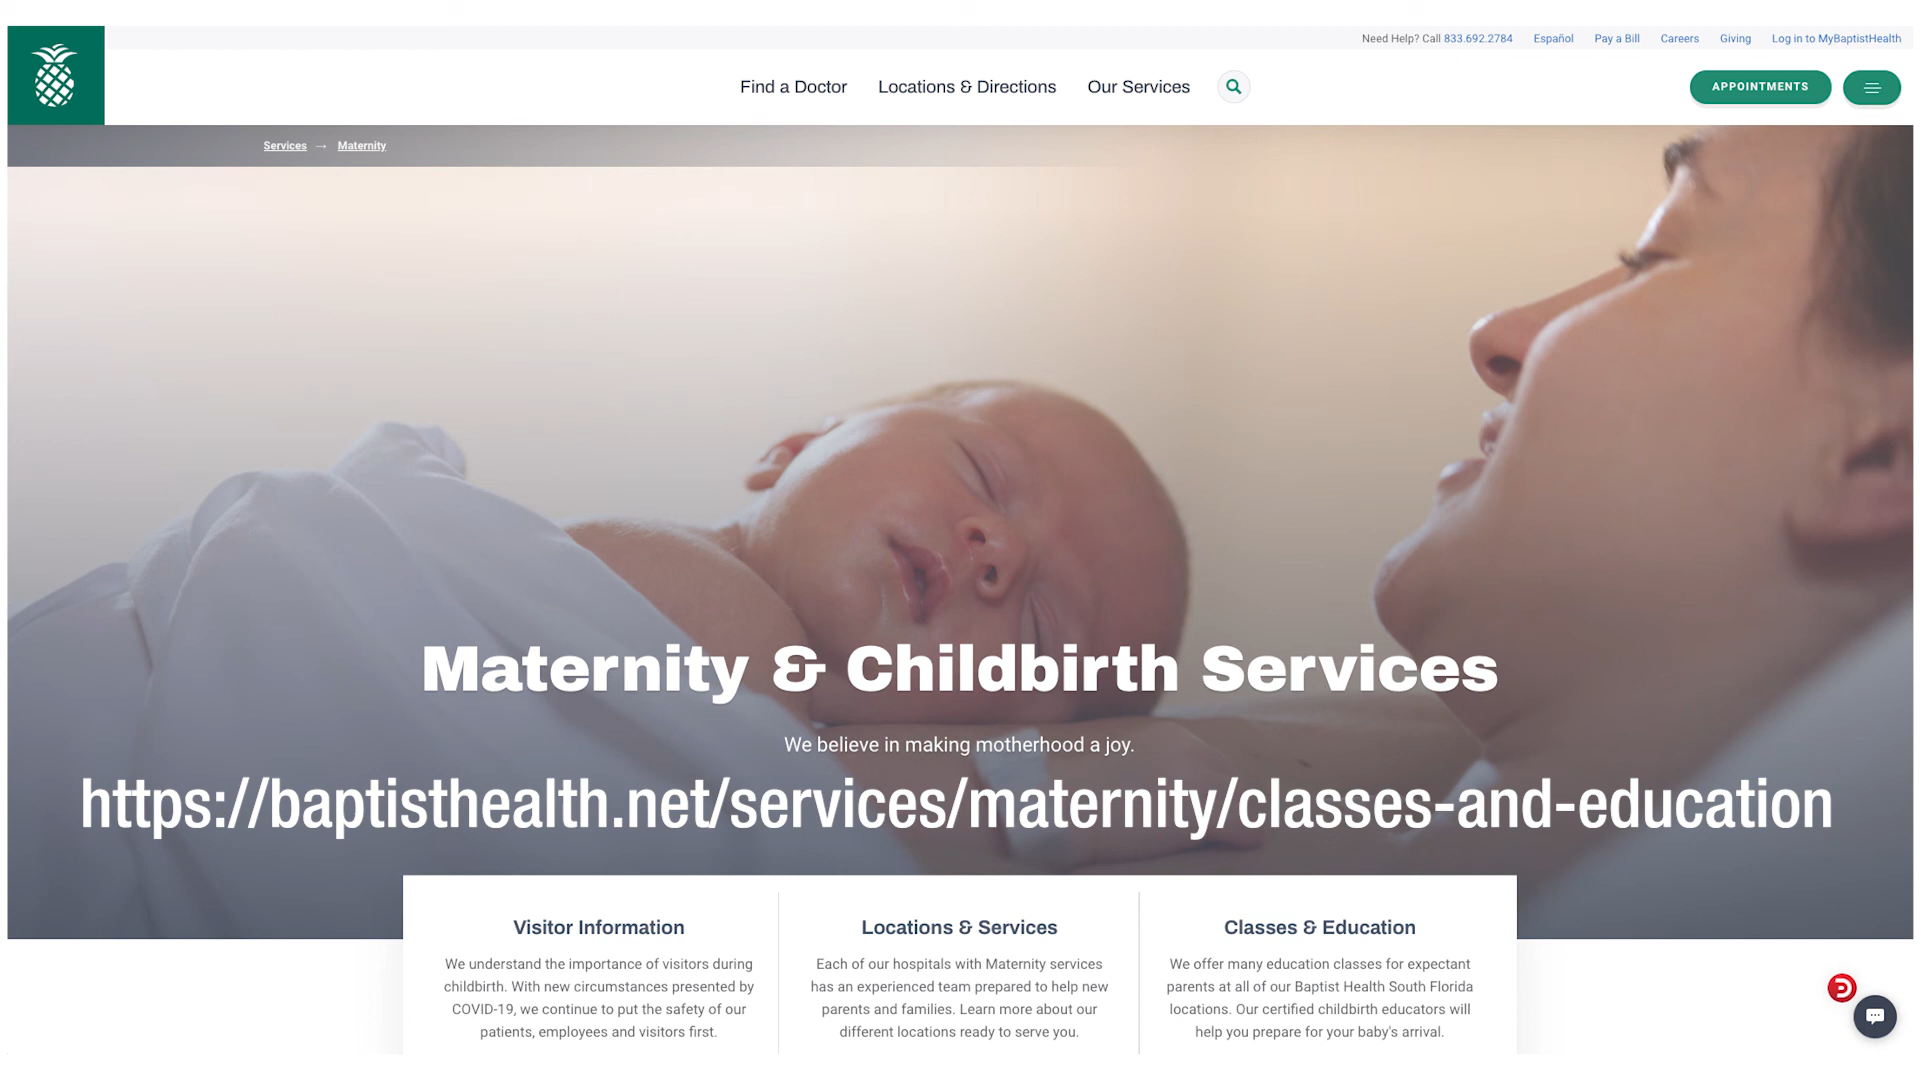 Need Help? Call 833.692.2784 Español Pay a Bill Careers Giving Log in to MyBaptistHealth
Find a Doctor Locations & Directions Our Services
APPOINTMENTS
Services → Maternity
Maternity & Childbirth Services
We believe in making motherhood a joy.
https://baptisthealth.net/services/maternity/classes-and-education
Visitor Information
We understand the importance of visitors during
childbirth. With new circumstances presented by
COVID-19, we continue to put the safety of our
patients, employees and visitors first.
Locations & Services
Each of our hospitals with Maternity services
has an experienced team prepared to help new
parents and families. Learn more about our
different locations ready to serve you.
Classes & Education
We offer many education classes for expectant
parents at all of our Baptist Health South Florida
locations. Our certified childbirth educators will
help you prepare for your baby's arrival.